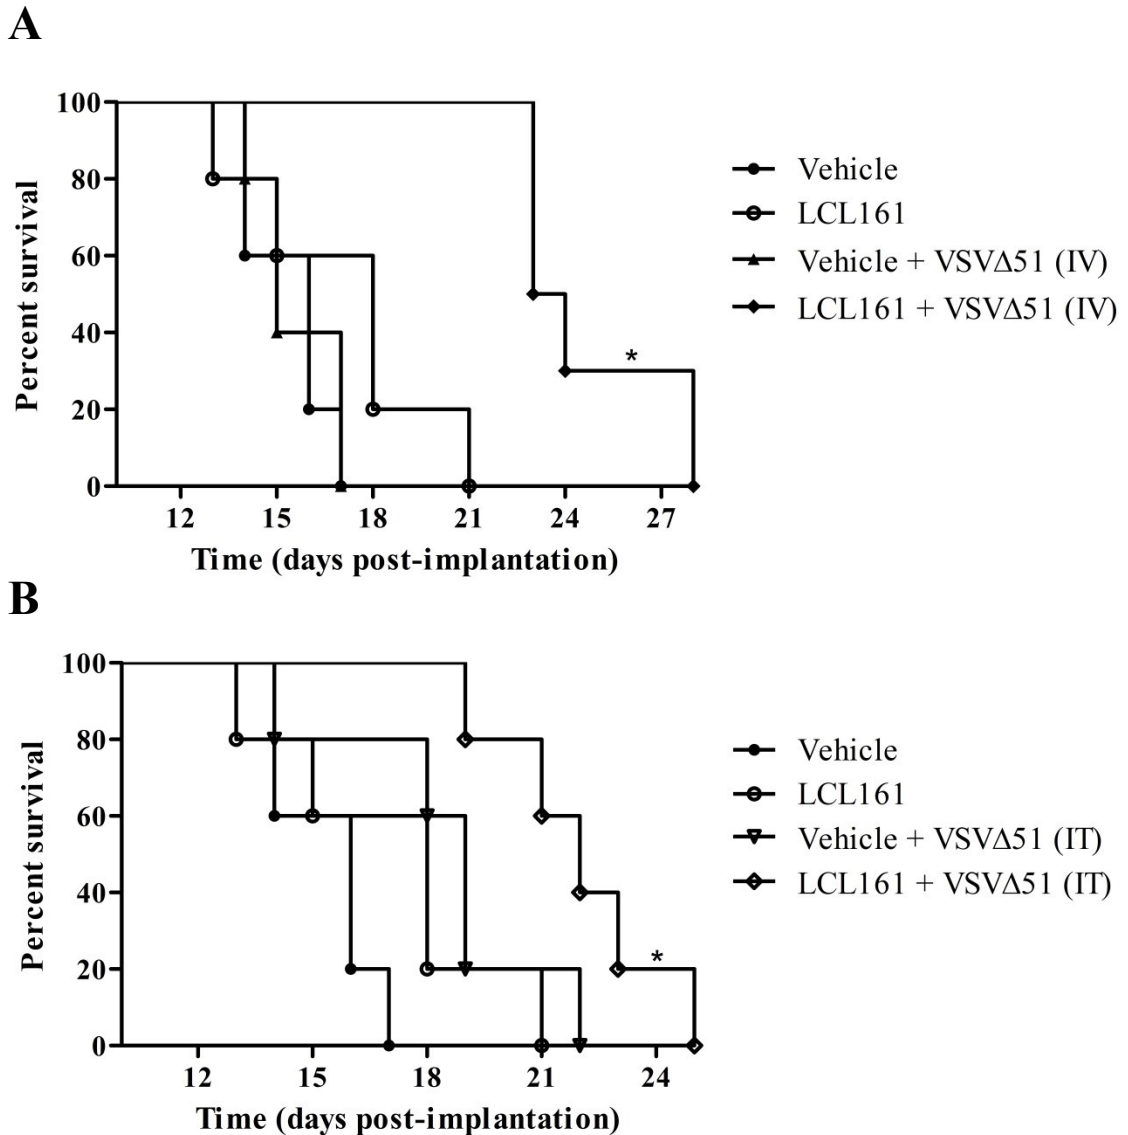 A
100
80
60
40
20
0
Percent survival
12 15 18 21 24 27
Time (days post-implantation)
*
Vehicle
LCL161
Vehicle + VSVΔ51 (IV)
LCL161 + VSVΔ51 (IV)
B
100
80
60
40
20
0
Percent survival
12 15 18 21 24
Time (days post-implantation)
*
Vehicle
LCL161
Vehicle + VSVΔ51 (IT)
LCL161 + VSVΔ51 (IT)